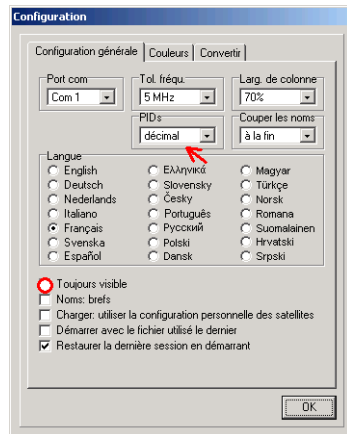 Configuration
Configuration générale Couleurs Convertir
Port com Tol. fréqu. Larg. de colonne
Com 1 5 MHz 70%
PIDs Couper les noms
décimal à la fin
Langue
English Ελληνικά Magyar
Deutsch Slovensky Türkçe
Nederlands Česky Norsk
Italiano Português Romana
Français Русский Suomalainen
Svenska Polski Hrvatski
Español Dansk Srpski
Toujours visible
Noms: brefs
Charger: utiliser la configuration personnelle des satellites
Démarrer avec le fichier utilisé le dernier
Restaurer la dernière session en démarrant
OK